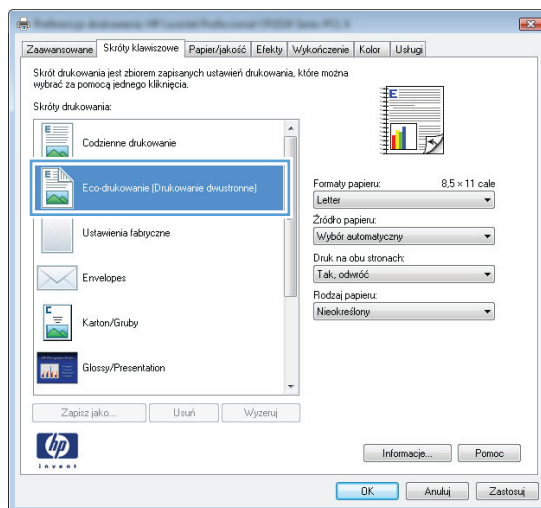 Zaawansowane Skróty klawiszowe Papier/jakość Efekty Wykończenie Kolor Usługi
Skrót drukowania jest zbiorem zapisanych ustawień drukowania, które można
wybrać za pomocą jednego kliknięcia.
Skróty drukowania:
Codzienne drukowanie
Eco-drukowanie (Drukowanie dwustronne)
Ustawienia fabryczne
Envelopes
Karton/Gruby
Glossy/Presentation
Formaty papieru: 8,5 × 11 cale
Letter
Źródło papieru:
Wybór automatyczny
Druk na obu stronach:
Tak, odwróć
Rodzaj papieru:
Nieokreślony
Zapisz jako... Usuń Wyzeruj
hp
invent
Informacje... Pomoc
OK Anuluj Zastosuj